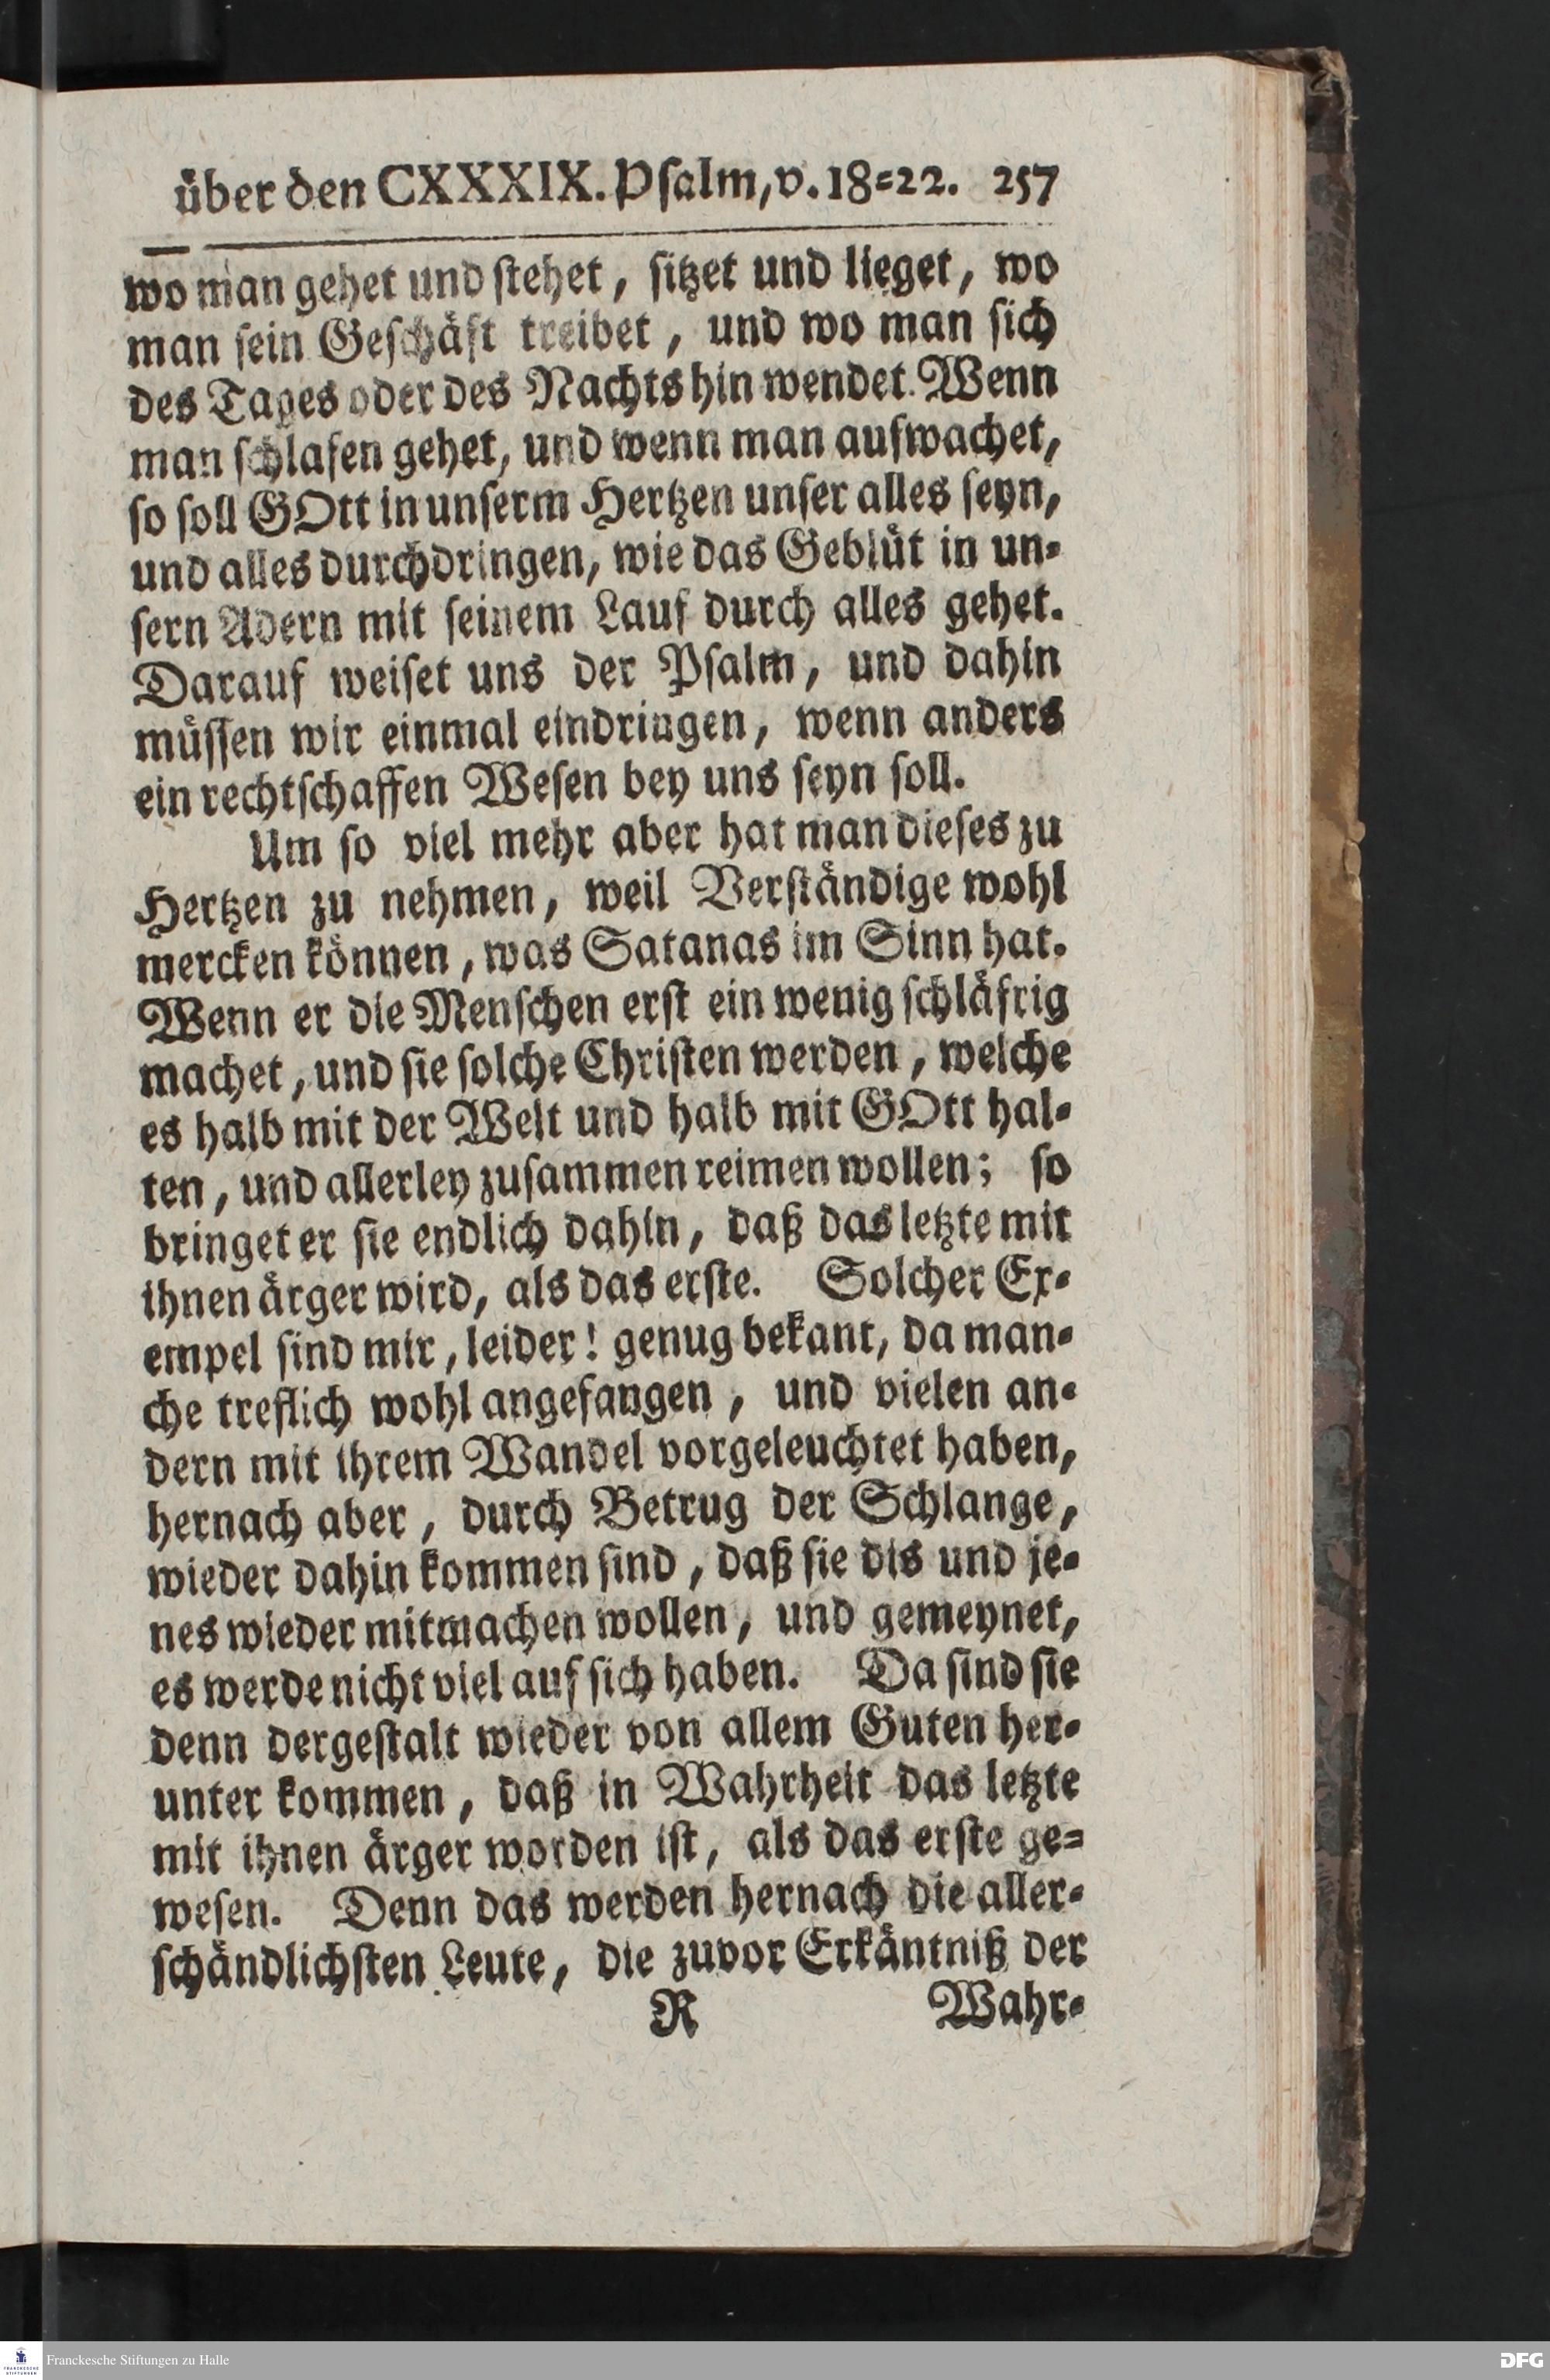 über den CXXXIX. Psalm, v. 18=22. 257
wo man gehet und stehet, sitzet und lieget, wo
man sein Geschäft treibet, und wo man sich
des Tages oder des Nachts hin wendet. Wenn
man schlafen gehet, und wenn man aufwachet,
so soll GOtt in unserm Hertzen unser alles seyn,
und alles durchdringen, wie das Geblüt in un-
sern Adern mit seinem Lauf durch alles gehet.
Darauf weiset uns der Psalm, und dahin
müssen wir einmal eindringen, wenn anders
ein rechtschaffen Wesen bey uns seyn soll.
Um so viel mehr aber hat man dieses zu
Hertzen zu nehmen, weil Verständige wohl
mercken können, was Satanas im Sinn hat.
Wenn er die Menschen erst ein wenig schläfrig
machet, und sie solche Christen werden, welche
es halb mit der Welt und halb mit GOtt hal-
ten, und allerley zusammen reimen wollen; so
bringet er sie endlich dahin, daß das letzte mit
ihnen ärger wird, als das erste. Solcher Ex-
empel sind mir, leider! genug bekant, da man-
che treflich wohl angefangen, und vielen an-
dern mit ihrem Wandel vorgeleuchtet haben,
hernach aber, durch Betrug der Schlange,
wieder dahin kommen sind, daß sie dis und je-
nes wieder mitmachen wollen, und gemeynet,
es werde nicht viel auf sich haben. Da sind sie
denn dergestalt wieder von allem Guten her-
unter kommen, daß in Wahrheit das letzte
mit ihnen ärger worden ist, als das erste ge=
wesen. Denn das werden hernach die aller-
schändlichsten Leute, die zuvor Erkäntniß der
R Wahr-
FRANCKESCHE STIFTUNGEN
Franckesche Stiftungen zu Halle
DFG